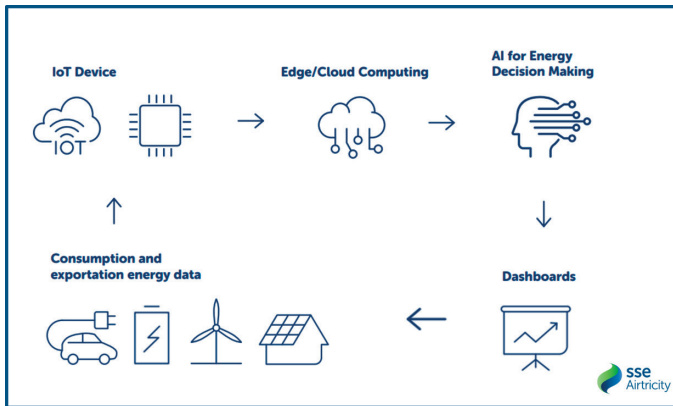 IoT Device
Edge/Cloud Computing
AI for Energy
Decision Making
IOT
Consumption and
exportation energy data
Dashboards
sse
Airtricity